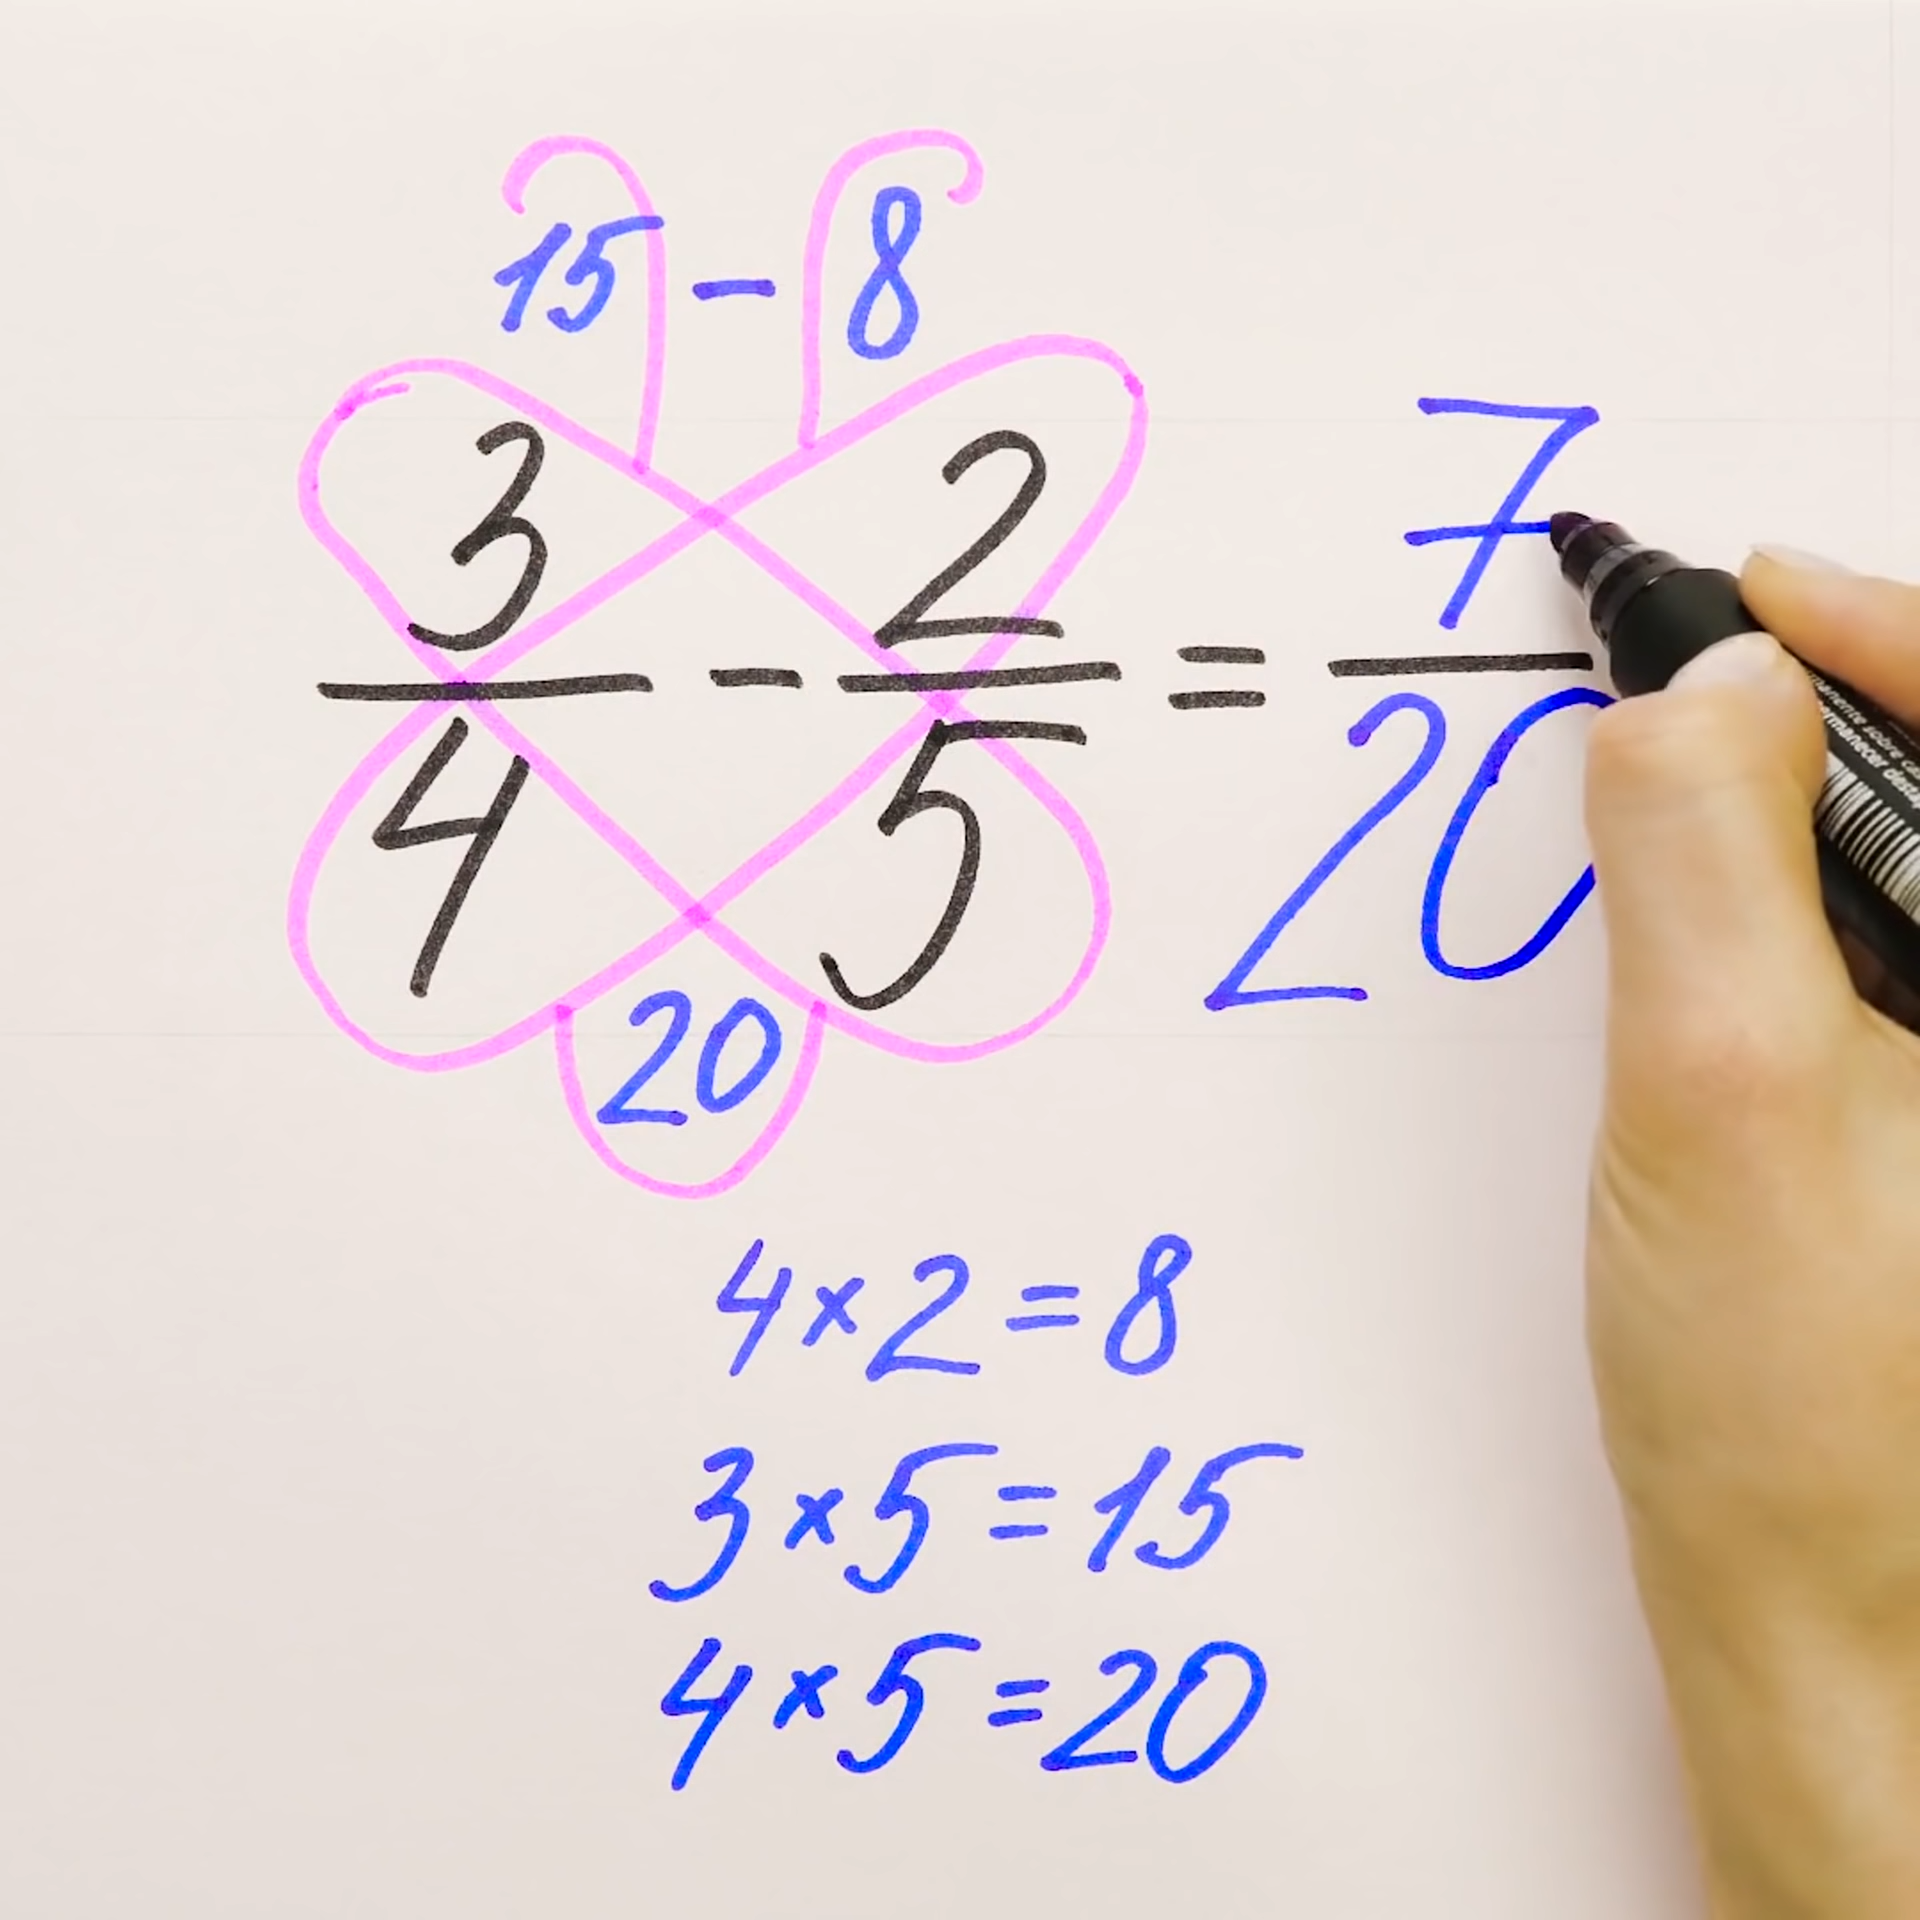 15 - 8
3/4 - 2/5 = 7/20
20
4 × 2 = 8
3 × 5 = 15
4 × 5 = 20